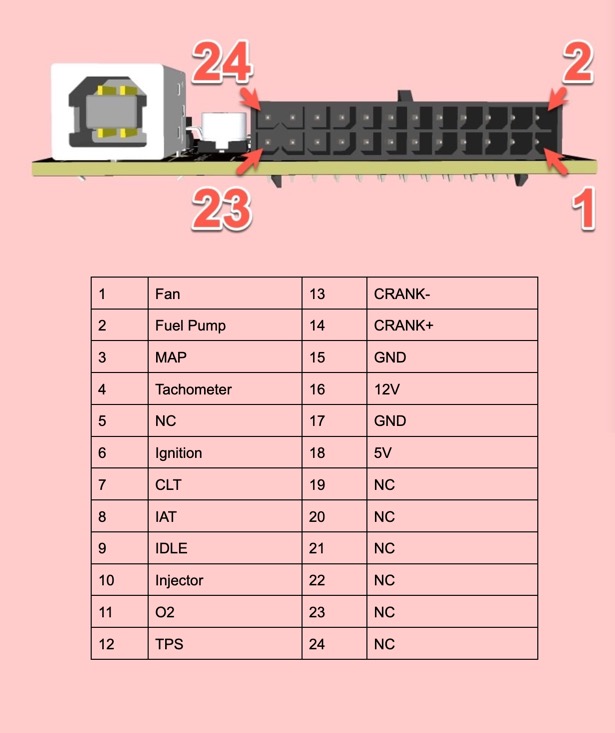 24 2
23 1
1 Fan 13 CRANK-
2 Fuel Pump 14 CRANK+
3 MAP 15 GND
4 Tachometer 16 12V
5 NC 17 GND
6 Ignition 18 5V
7 CLT 19 NC
8 IAT 20 NC
9 IDLE 21 NC
10 Injector 22 NC
11 O2 23 NC
12 TPS 24 NC